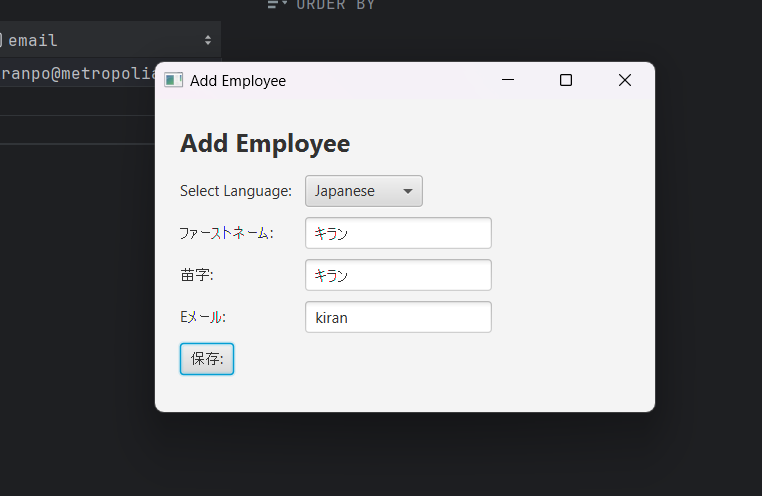 ORDER BY
email
ranpo@metropolia
Add Employee
Add Employee
Select Language: Japanese
ファーストネーム: キラン
苗字: キラン
Eメール: kiran
保存: